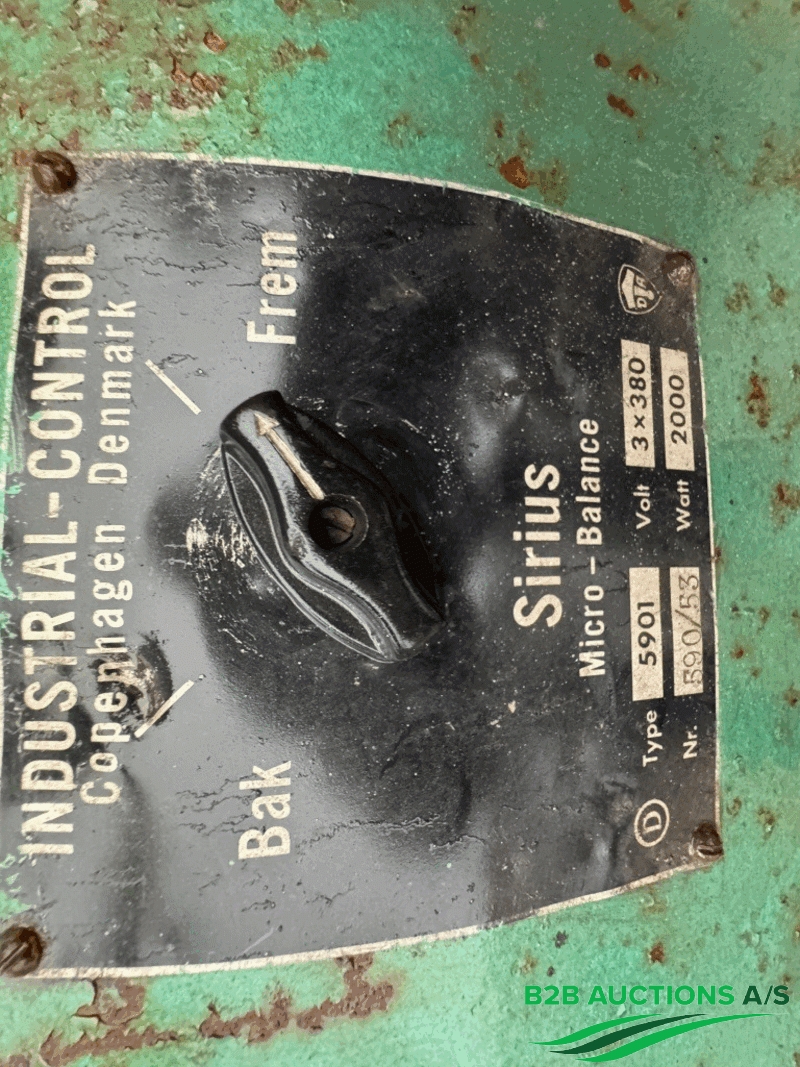 INDUSTRIAL-CONTROL
Copenhagen Denmark
Bak Frem
Sirius
Micro-Balance
D Type 5901 Volt 3×380
Nr. 590/53 Watt 2000
B2B AUCTIONS A/S